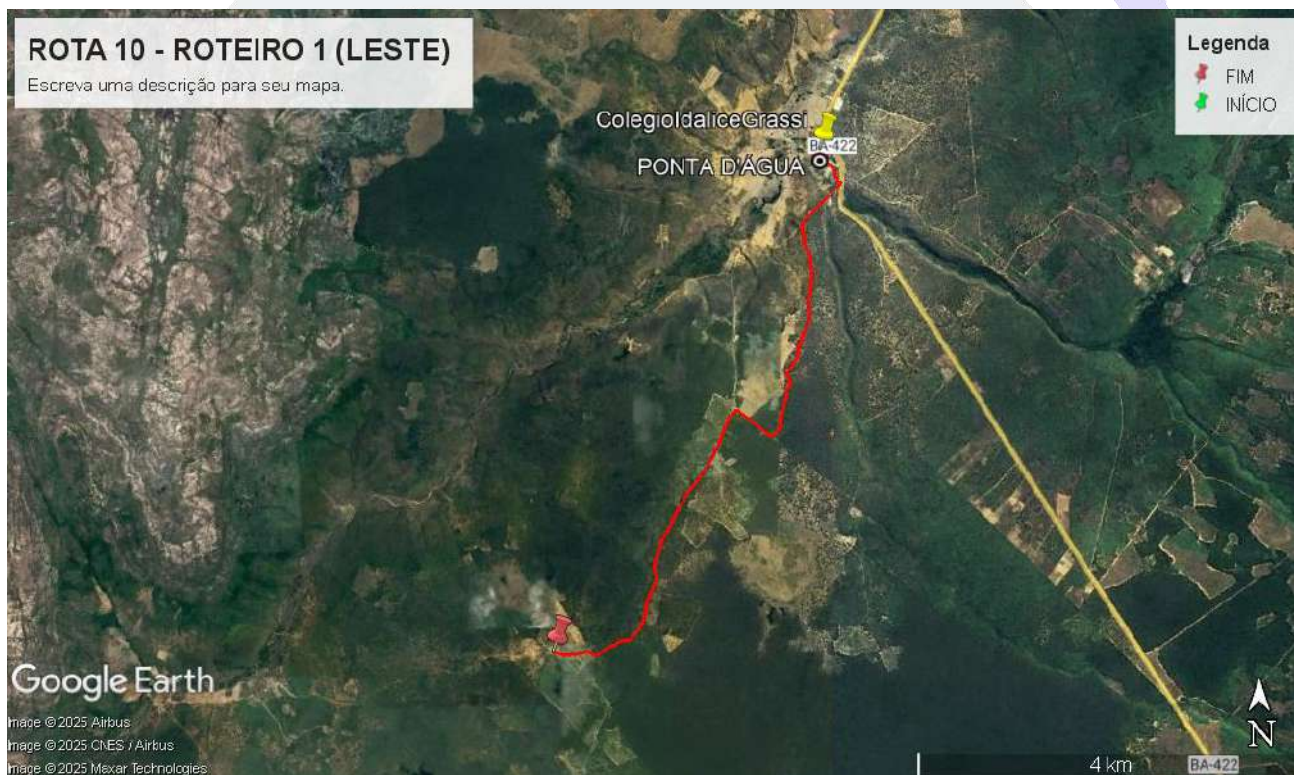 ROTA 10 - ROTEIRO 1 (LESTE)
Escreva uma descrição para seu mapa.
Legenda
FIM
INÍCIO
ColegioIdaliceGrassi
BA-422
PONTA D'ÁGUA
Google Earth
Image © 2025 Airbus
Image © 2025 CNES / Airbus
Image © 2025 Maxar Technologies
N
4 km
BA-422